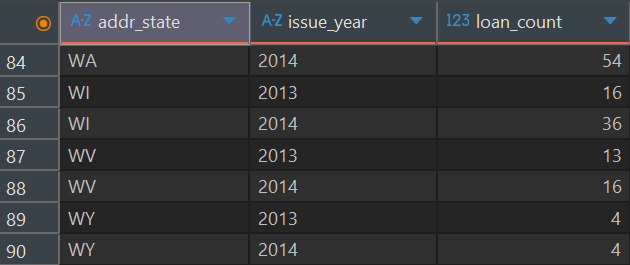 A-Z addr_state A-Z issue_year 123 loan_count
84 WA 2014 54
85 WI 2013 16
86 WI 2014 36
87 WV 2013 13
88 WV 2014 16
89 WY 2013 4
90 WY 2014 4